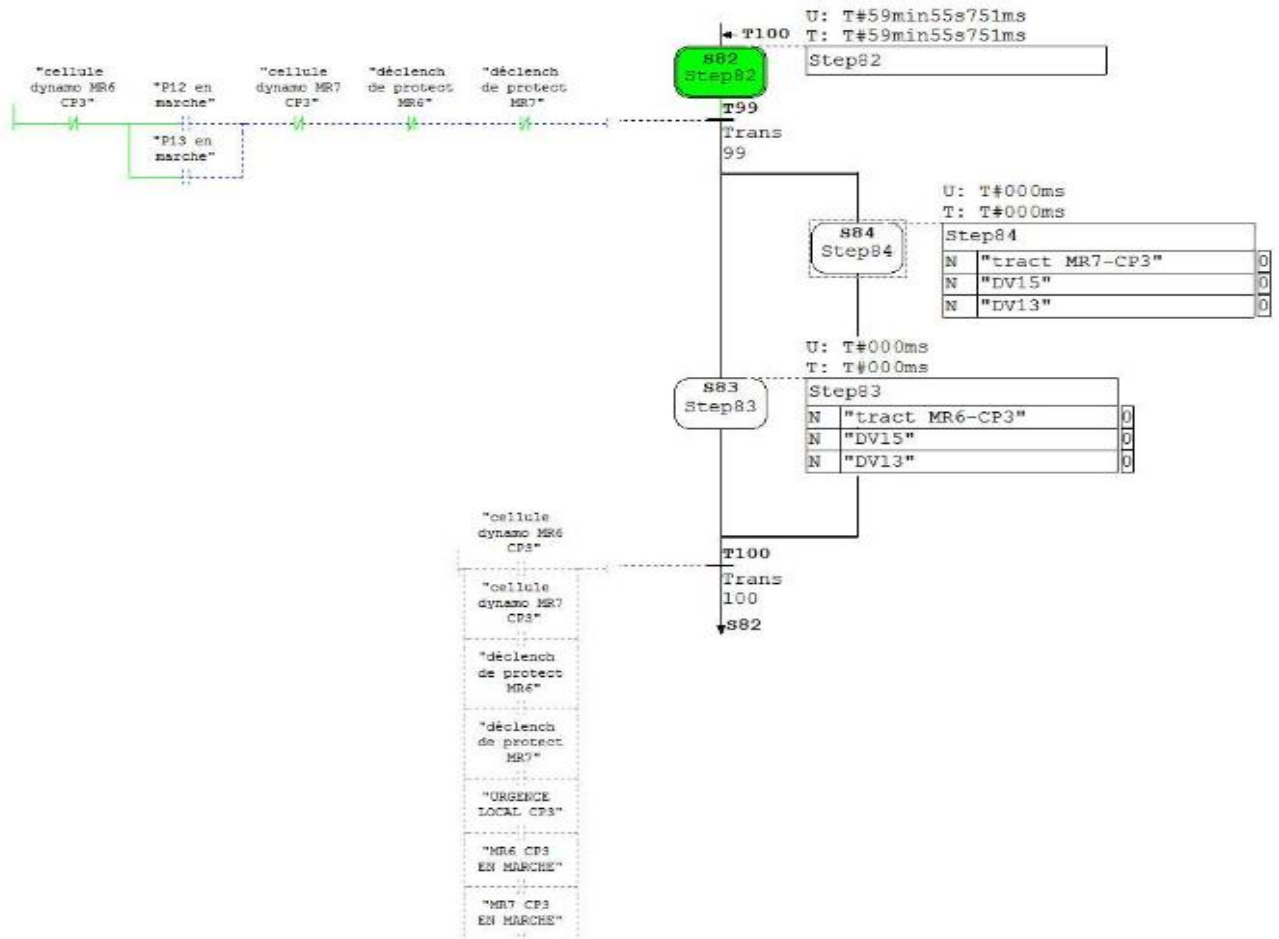 U: T#59min55s751ms
T100 T: T#59min55s751ms
S82
Step82
Step82
"cellule
dynamo MR6
CP3"
"P12 en
marche"
"cellule
dynamo MR7
CP3"
"déclench
de protect
MR6"
"déclench
de protect
MR7"
"P13 en
marche"
T99
Trans
99
U: T#000ms
T: T#000ms
S84
Step84
Step84
N "tract MR7-CP3" 0
N "DV15" 0
N "DV13" 0
U: T#000ms
T: T#000ms
S83
Step83
Step83
N "tract MR6-CP3" 0
N "DV15" 0
N "DV13" 0
"cellule
dynamo MR6
CP3"
T100
Trans
100
S82
"cellule
dynamo MR7
CP3"
"déclench
de protect
MR6"
"déclench
de protect
MR7"
"URGENCE
LOCAL CP3"
"MR6 CP3
EN MARCHE"
"MR7 CP3
EN MARCHE"